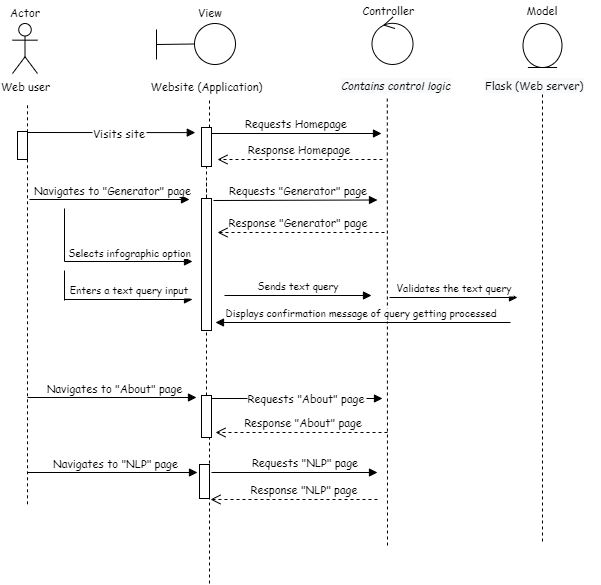 Actor
View
Controller
Model
Web user
Website (Application)
Contains control logic
Flask (Web server)
Visits site
Requests Homepage
Response Homepage
Navigates to "Generator" page
Requests "Generator" page
Response "Generator" page
Selects infographic option
Enters a text query input
Sends text query
Validates the text query
Displays confirmation message of query getting processed
Navigates to "About" page
Requests "About" page
Response "About" page
Navigates to "NLP" page
Requests "NLP" page
Response "NLP" page